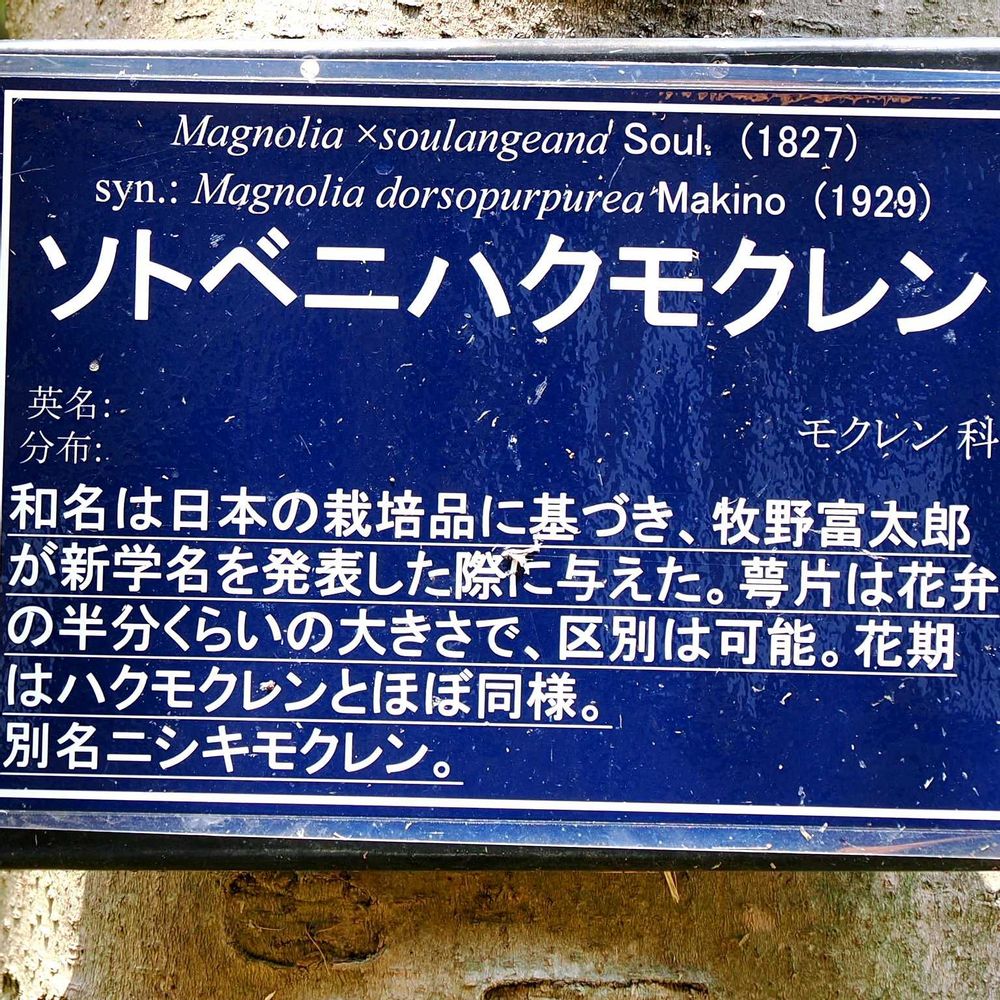 Magnolia ×soulangeana Soul.（1827）
syn.: Magnolia dorsopurpurea Makino（1929）
ソトベニハクモクレン
英名:
分布:
モクレン 科
和名は日本の栽培品に基づき、牧野富太郎
が新学名を発表した際に与えた。萼片は花弁
の半分くらいの大きさで、区別は可能。花期
はハクモクレンとほぼ同様。
別名ニシキモクレン。